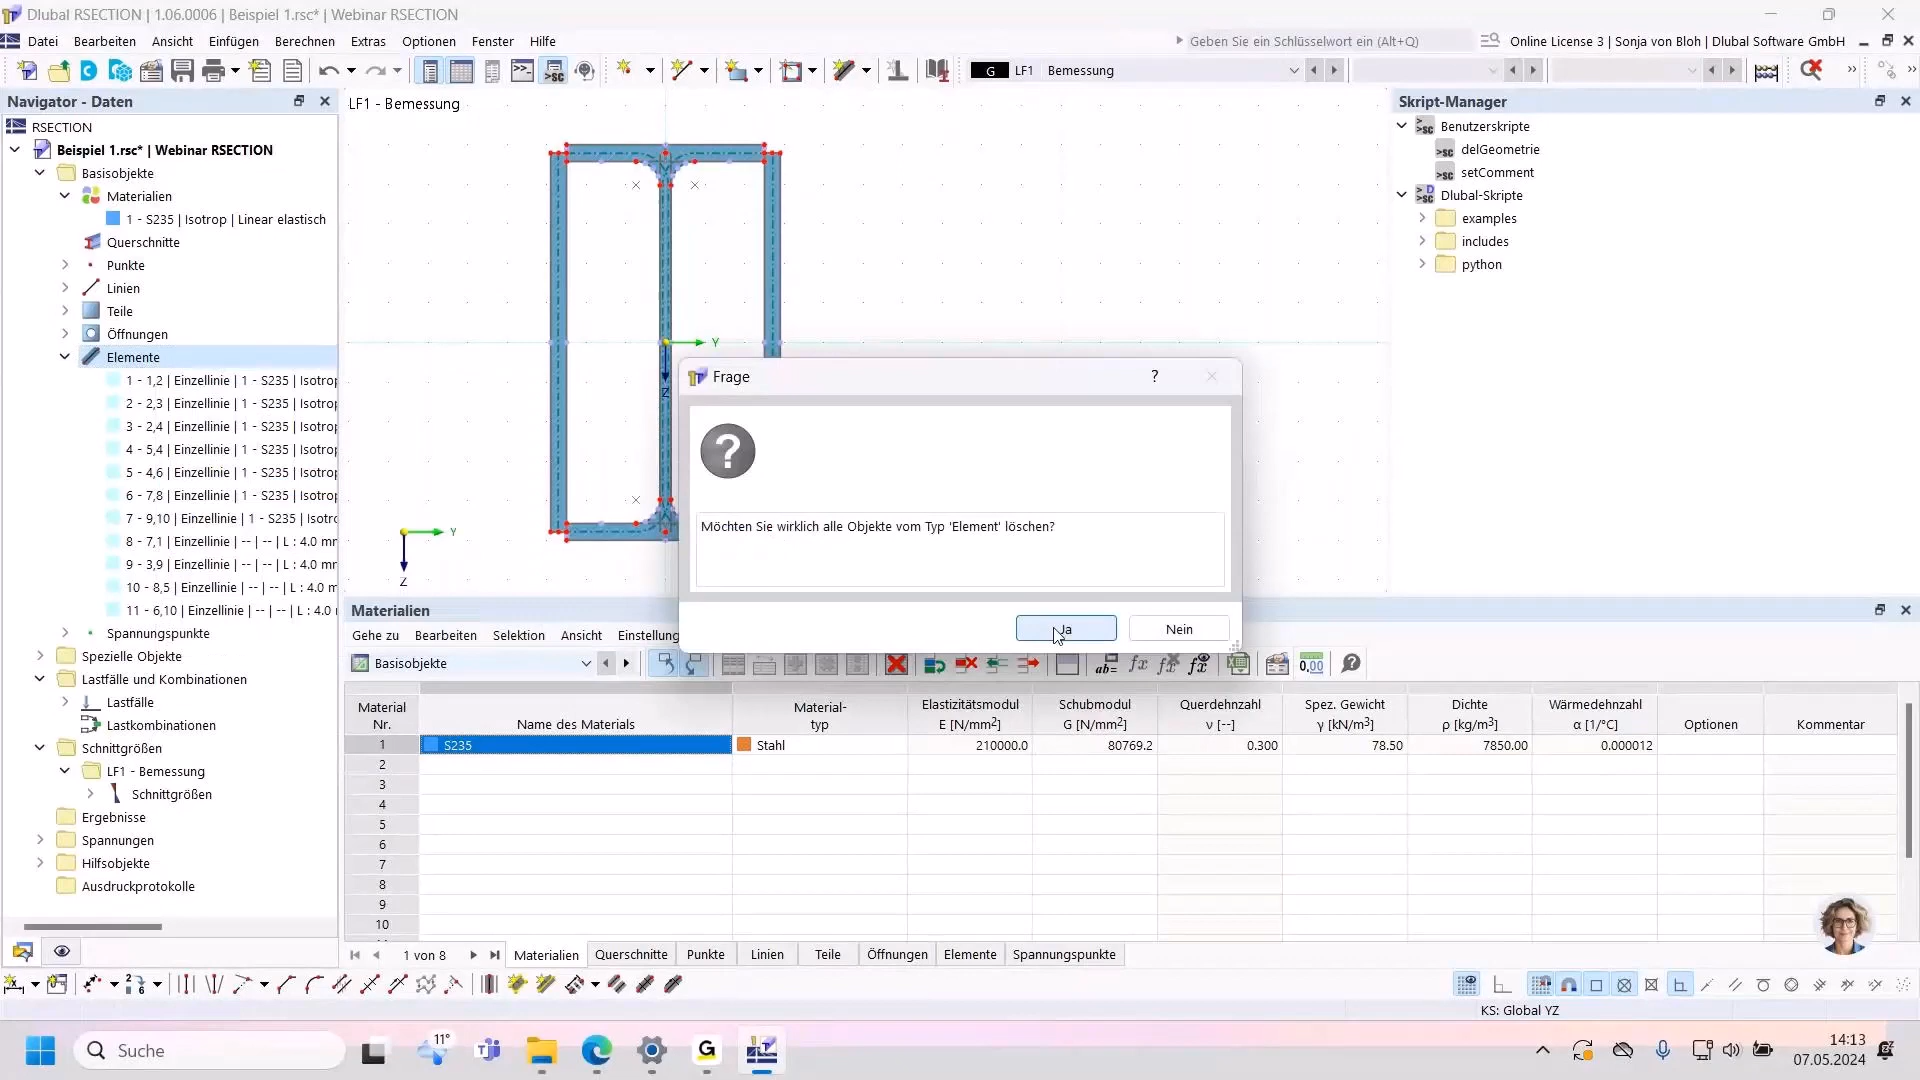 Dlubal RSECTION | 1.06.0006 | Beispiel 1.rsc* | Webinar RSECTION
Datei Bearbeiten Ansicht Einfügen Berechnen Extras Optionen Fenster Hilfe
Geben Sie ein Schlüsselwort ein (Alt+Q)
Online License 3 | Sonja von Bloh | Dlubal Software GmbH
G LF1 Bemessung
Navigator - Daten
RSECTION
Beispiel 1.rsc* | Webinar RSECTION
Basisobjekte
Materialien
1 - S235 | Isotrop | Linear elastisch
Querschnitte
Punkte
Linien
Teile
Öffnungen
Elemente
1 - 1,2 | Einzellinie | 1 - S235 | Isotrop
2 - 2,3 | Einzellinie | 1 - S235 | Isotrop
3 - 2,4 | Einzellinie | 1 - S235 | Isotrop
4 - 5,4 | Einzellinie | 1 - S235 | Isotrop
5 - 4,6 | Einzellinie | 1 - S235 | Isotrop
6 - 7,8 | Einzellinie | 1 - S235 | Isotrop
7 - 9,10 | Einzellinie | 1 - S235 | Isotro
8 - 7,1 | Einzellinie | -- | -- | L : 4.0 mr
9 - 3,9 | Einzellinie | -- | -- | L : 4.0 mr
10 - 8,5 | Einzellinie | -- | -- | L : 4.0 m
11 - 6,10 | Einzellinie | -- | -- | L : 4.0
Spannungspunkte
Spezielle Objekte
Lastfälle und Kombinationen
Lastfälle
Lastkombinationen
Schnittgrößen
LF1 - Bemessung
Schnittgrößen
Ergebnisse
Spannungen
Hilfsobjekte
Ausdruckprotokolle
LF1 - Bemessung
Y
Z
Y
Z
Skript-Manager
Benutzerskripte
delGeometrie
setComment
Dlubal-Skripte
examples
includes
python
Frage
?
Möchten Sie wirklich alle Objekte vom Typ 'Element' löschen?
Ja Nein
Materialien
Gehe zu Bearbeiten Selektion Ansicht Einstellung
Basisobjekte
Material Material- Elastizitätsmodul Schubmodul Querdehnzahl Spez. Gewicht Dichte Wärmedehnzahl
Nr. Name des Materials typ E [N/mm²] G [N/mm²] ν [--] γ [kN/m³] ρ [kg/m³] α [1/°C] Optionen Kommentar
1 S235 Stahl 210000.0 80769.2 0.300 78.50 7850.00 0.000012
2
3
4
5
6
7
8
9
10
1 von 8 Materialien Querschnitte Punkte Linien Teile Öffnungen Elemente Spannungspunkte
KS: Global YZ
Suche
11°
14:13
07.05.2024